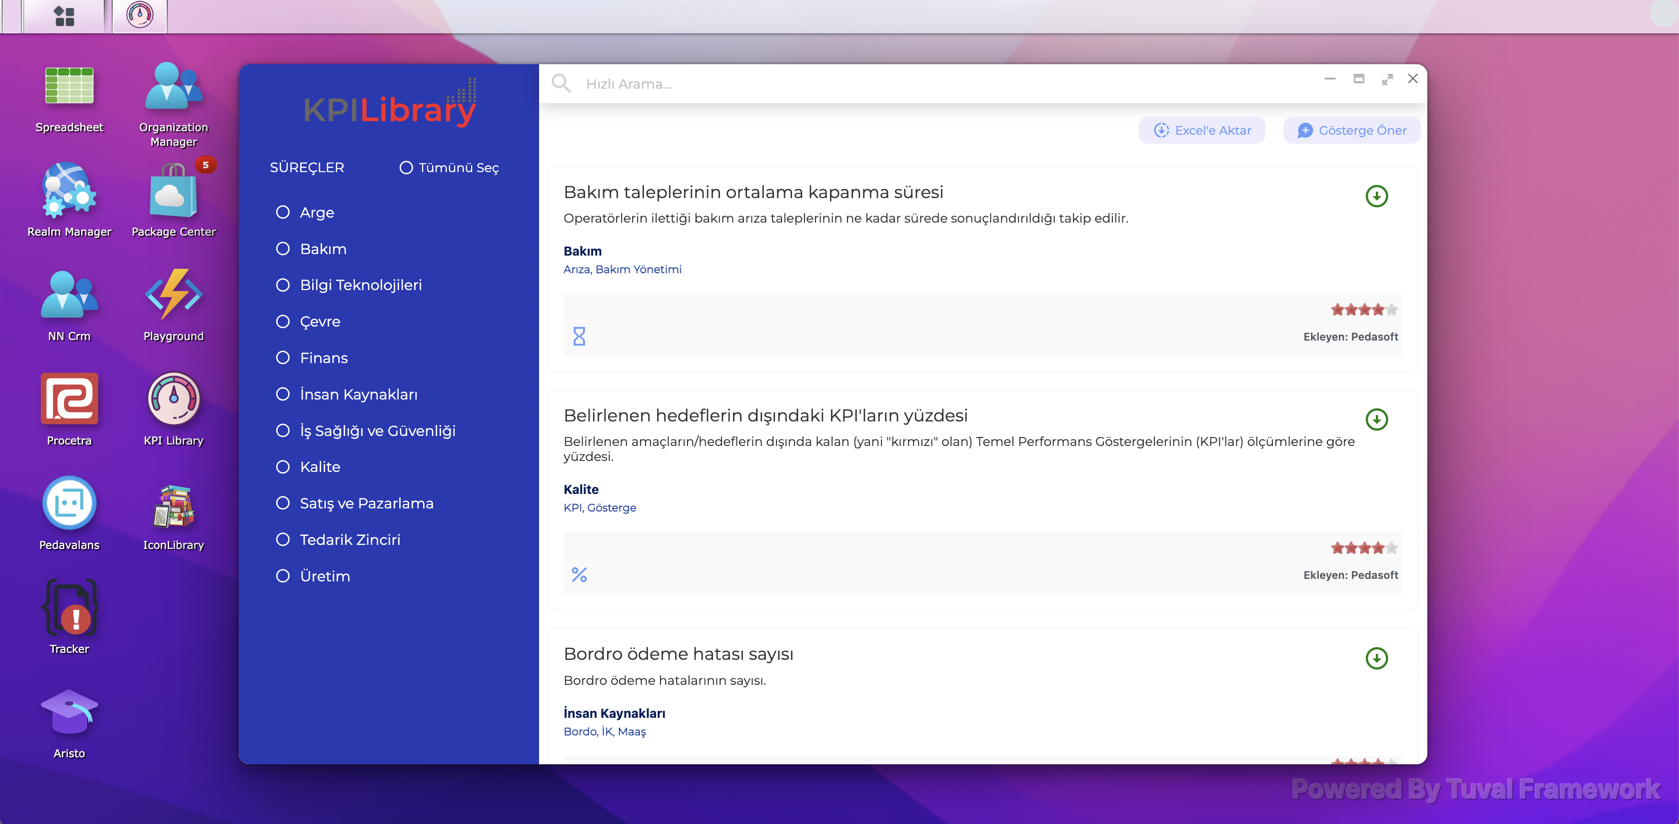 Spreadsheet
Organization
Manager
5
Realm Manager
Package Center
NN Crm
Playground
Procetra
KPI Library
Pedavalans
IconLibrary
Tracker
Aristo
KPILibrary
SÜREÇLER
Tümünü Seç
Arge
Bakım
Bilgi Teknolojileri
Çevre
Finans
İnsan Kaynakları
İş Sağlığı ve Güvenliği
Kalite
Satış ve Pazarlama
Tedarik Zinciri
Üretim
Hızlı Arama...
Excel'e Aktar
Gösterge Öner
Bakım taleplerinin ortalama kapanma süresi
Operatörlerin ilettiği bakım arıza taleplerinin ne kadar sürede sonuçlandırıldığı takip edilir.
Bakım
Arıza, Bakım Yönetimi
Ekleyen: Pedasoft
Belirlenen hedeflerin dışındaki KPI'ların yüzdesi
Belirlenen amaçların/hedeflerin dışında kalan (yani "kırmızı" olan) Temel Performans Göstergelerinin (KPI'lar) ölçümlerine göre
yüzdesi.
Kalite
KPI, Gösterge
%
Ekleyen: Pedasoft
Bordro ödeme hatası sayısı
Bordro ödeme hatalarının sayısı.
İnsan Kaynakları
Bordo, İK, Maaş
Powered By Tuval Framework